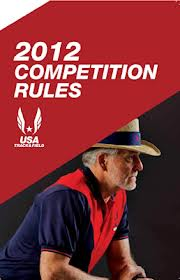 2012
COMPETITION
RULES
USA
TRACK&FIELD